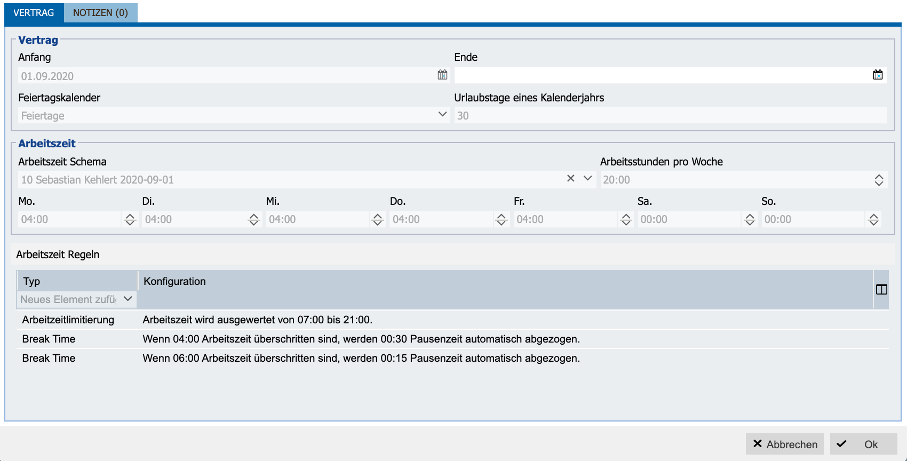 VERTRAG NOTIZEN (0)
Vertrag
Anfang Ende
01.09.2020
Feiertagskalender Urlaubstage eines Kalenderjahrs
Feiertage 30
Arbeitszeit
Arbeitszeit Schema Arbeitsstunden pro Woche
10 Sebastian Kehlert 2020-09-01 20:00
Mo. Di. Mi. Do. Fr. Sa. So.
04:00 04:00 04:00 04:00 04:00 00:00 00:00
Arbeitszeit Regeln
Typ Konfiguration
Neues Element zufü
Arbeitzeitlimitierung Arbeitszeit wird ausgewertet von 07:00 bis 21:00.
Break Time Wenn 04:00 Arbeitszeit überschritten sind, werden 00:30 Pausenzeit automatisch abgezogen.
Break Time Wenn 06:00 Arbeitszeit überschritten sind, werden 00:15 Pausenzeit automatisch abgezogen.
Abbrechen Ok